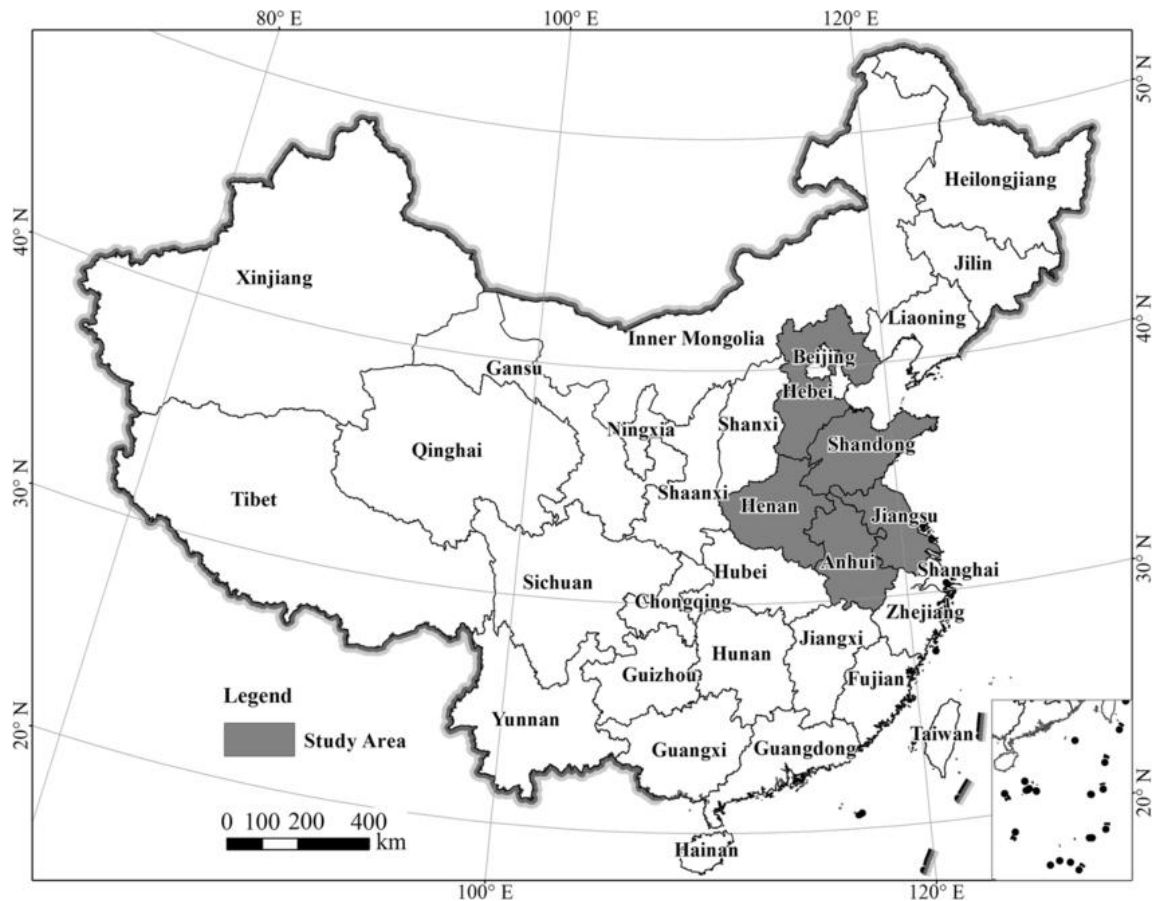 80° E
100° E
120° E
50° N
40° N
40° N
30° N
30° N
20° N
20° N
100° E
120° E
Heilongjiang
Jilin
Xinjiang
Liaoning
Inner Mongolia
Beijing
Gansu
Hebei
Shanxi
Ningxia
Shandong
Qinghai
Tibet
Shaanxi
Henan
Jiangsu
Anhui
Shanghai
Hubei
Sichuan
Chongqing
Zhejiang
Jiangxi
Hunan
Guizhou
Fujian
Yunnan
Taiwan
Guangxi
Guangdong
Hainan
Legend
Study Area
0 100 200 400
km